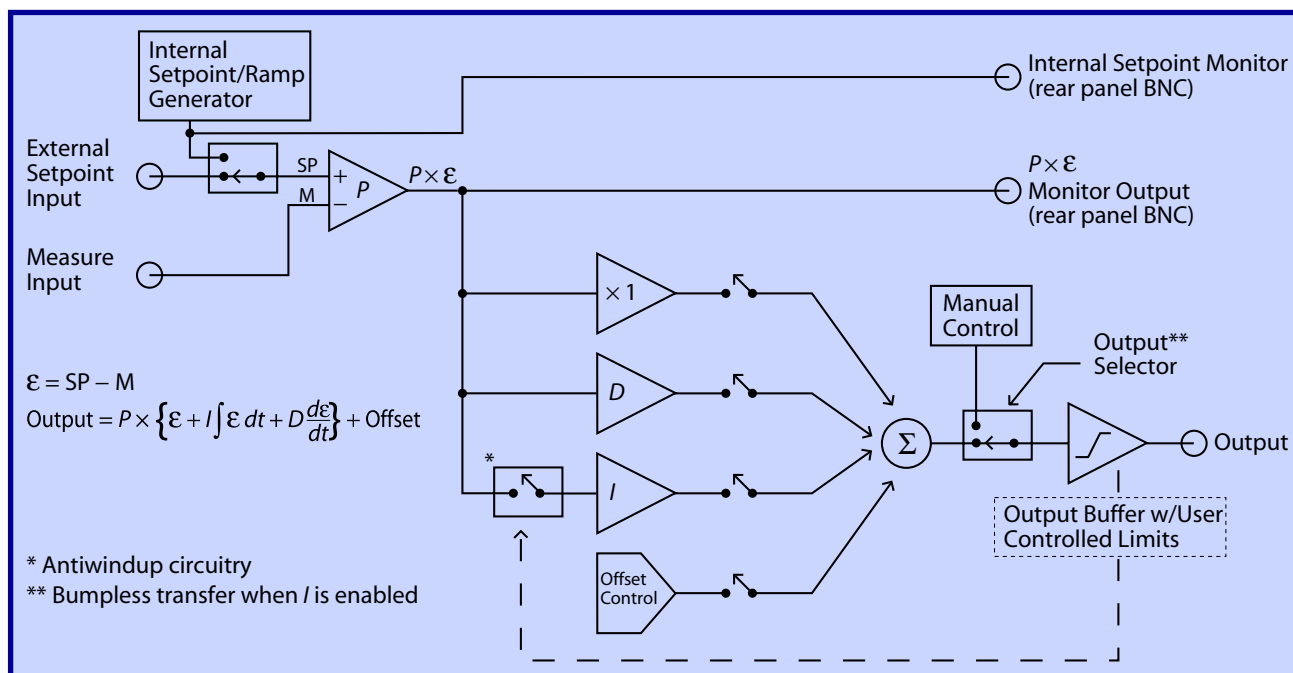 Internal
Setpoint/Ramp
Generator
Internal Setpoint Monitor
(rear panel BNC)
External
Setpoint
Input
SP
+
P
M
−
P × ε
P × ε
Monitor Output
(rear panel BNC)
Measure
Input
× 1
Manual
Control
Output**
Selector
ε = SP – M
Output = P × {ε + I∫ε dt + D dε/dt} + Offset
D
Σ
Output
*
I
Output Buffer w/User
Controlled Limits
* Antiwindup circuitry
** Bumpless transfer when I is enabled
Offset
Control